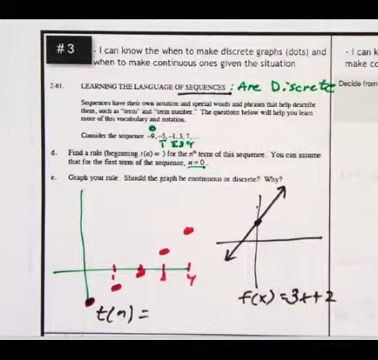 #3
- I can know the when to make discrete graphs (dots) and
when to make continuous ones given the situation
- I can k
make co
2-61. LEARNING THE LANGUAGE OF SEQUENCES : Are Discrete
Decide from
Sequences have their own notation and special words and phrases that help describe
them, such as "term" and "term number." The questions below will help you learn
more of this vocabulary and notation.
Consider the sequence -9, -5, -1, 3, 7, ...
d. Find a rule (beginning t(n) = ) for the nth term of this sequence. You can assume
that for the first term of the sequence, n = 0.
e. Graph your rule. Should the graph be continuous or discrete? Why?
4
t(n) =
f(x) = 3x+2